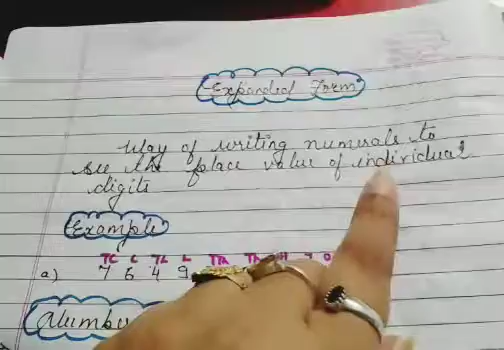 Expanded Form
Way of writing numerals to
see the place value of individual
digits
Example
TC C TL L TTh Th H T O
a) 7 6 4 9
Number